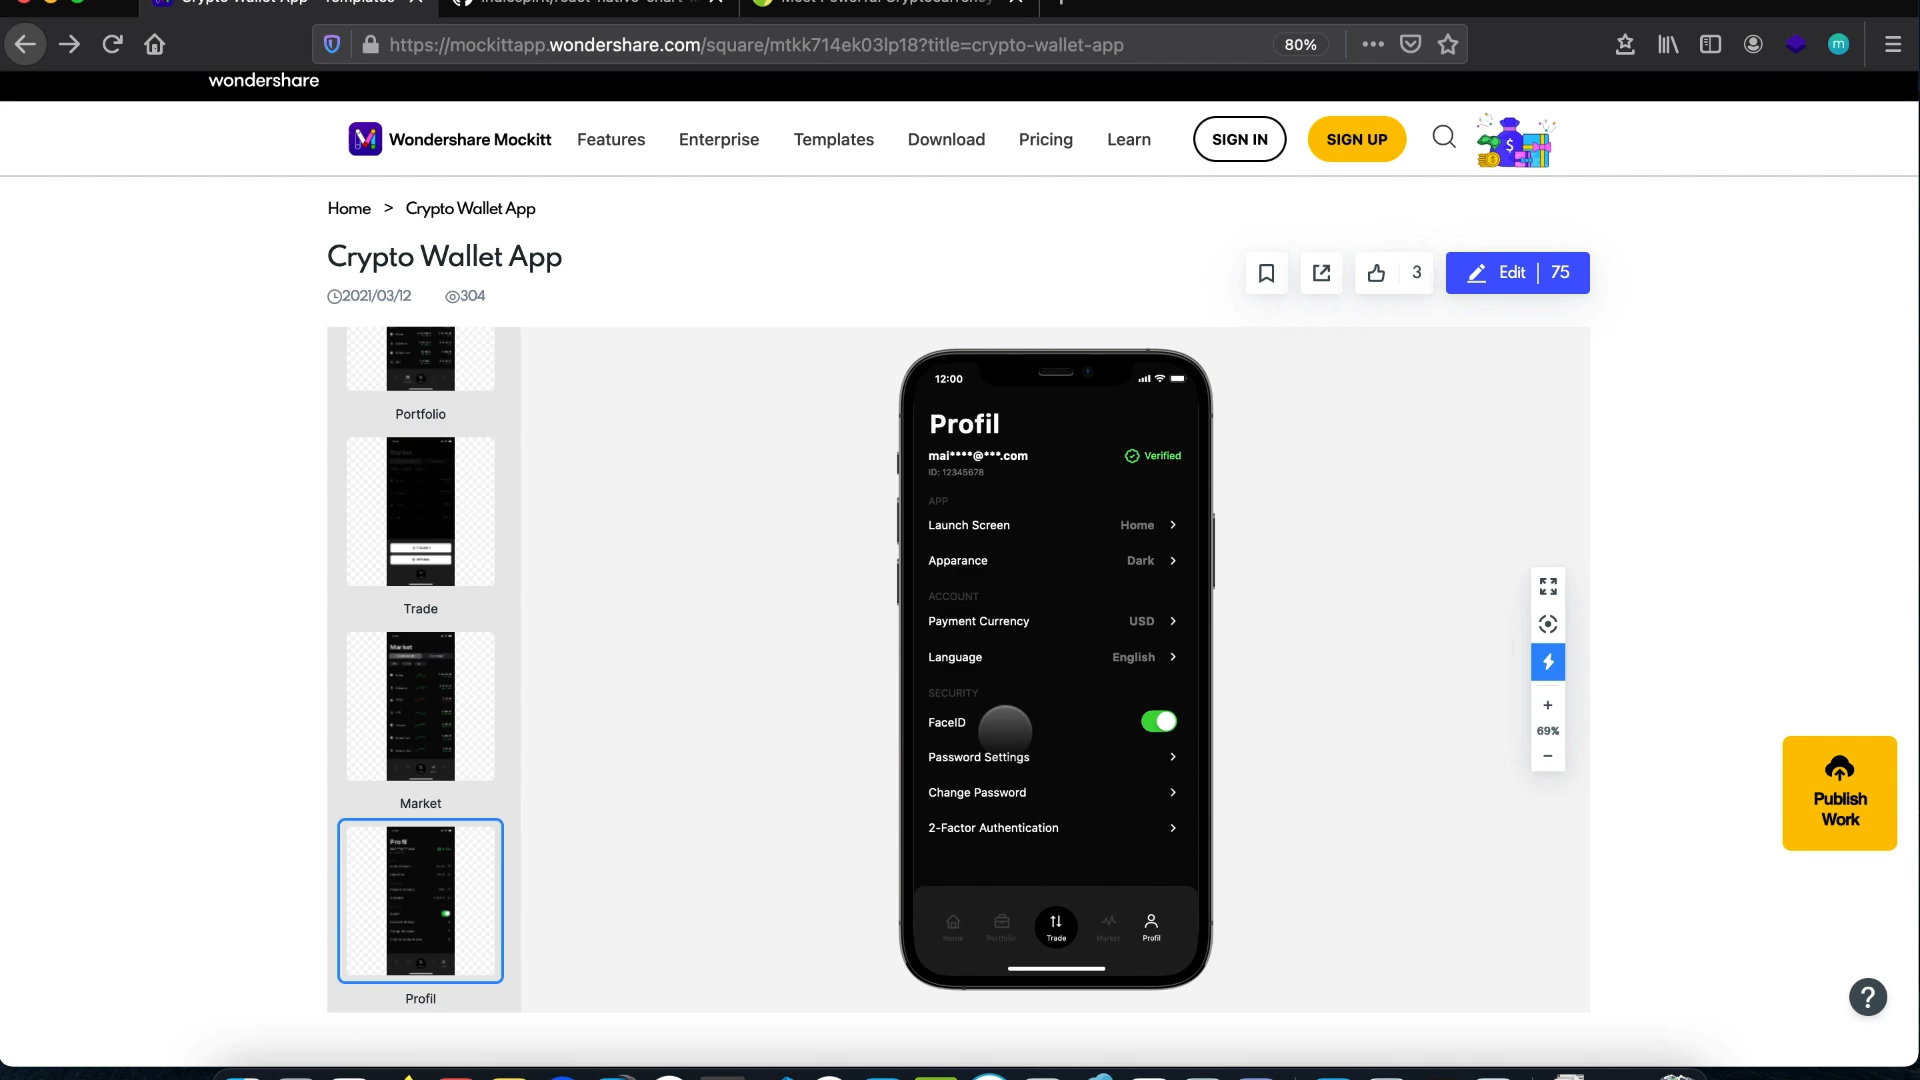 https://mockittapp.wondershare.com/square/mtkk714ek03lp18?title=crypto-wallet-app
80%
m
wondershare
Wondershare Mockitt
Features
Enterprise
Templates
Download
Pricing
Learn
SIGN IN
SIGN UP
Home > Crypto Wallet App
Crypto Wallet App
2021/03/12
304
3
Edit | 75
Portfolio
Trade
Market
Profil
12:00
Profil
mai****@***.com
Verified
ID: 12345678
APP
Launch Screen Home
Apparance Dark
ACCOUNT
Payment Currency USD
Language English
SECURITY
FaceID
Password Settings
Change Password
2-Factor Authentication
Home
Portfolio
Trade
Market
Profil
+
69%
−
Publish
Work
?